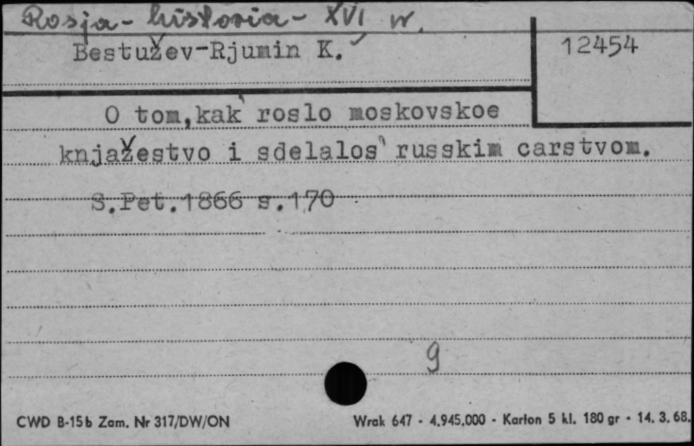 Rosja - historia - XVI w.
Bestužev-Rjumin K.
12454
O tom, kak roslo moskovskoe
knjažestvo i sdelalos' russkim carstvom.
S.Pet.1866 s.170
9
CWD B-15b Zam. Nr 317/DW/ON
Wrak 647 - 4.945.000 - Karton 5 kl. 180 gr - 14. 3. 68.